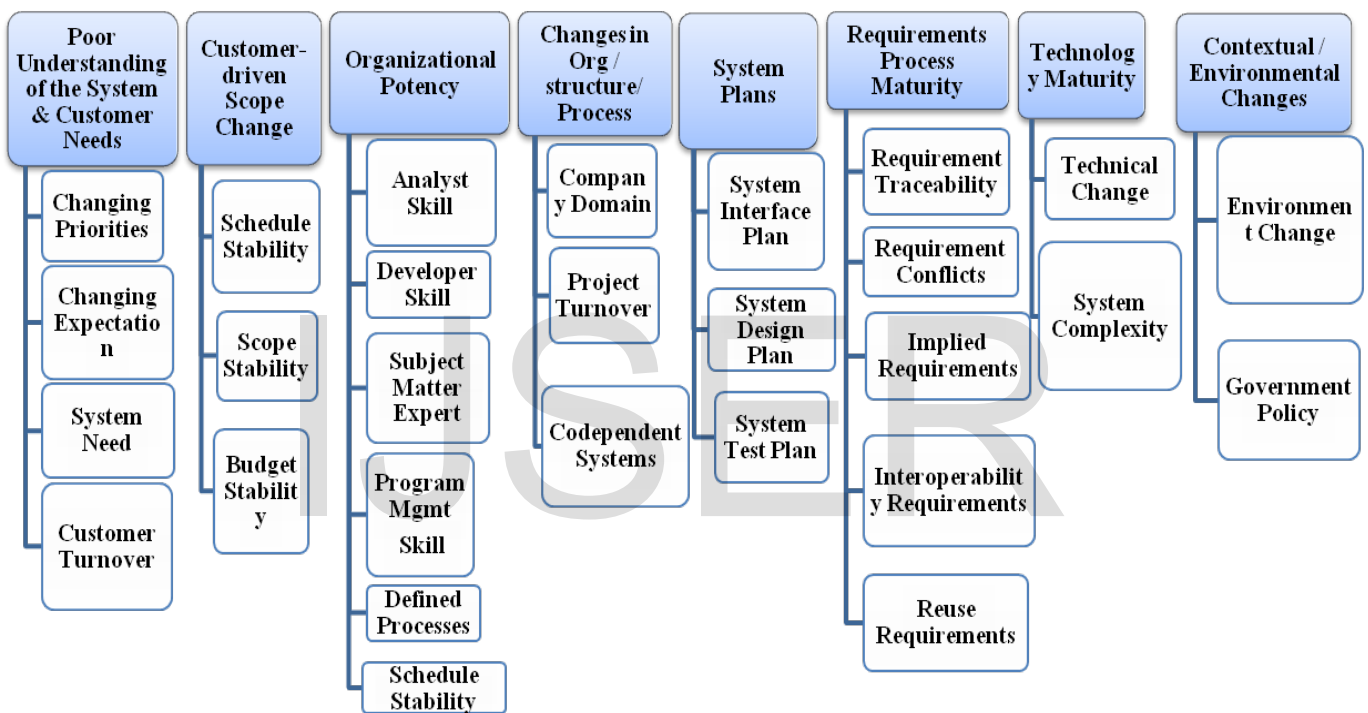 Poor
Understanding
of the System
& Customer
Needs
Changing
Priorities
Changing
Expectatio
n
System
Need
Customer
Turnover
Customer-
driven
Scope
Change
Schedule
Stability
Scope
Stability
Budget
Stabilit
y
Organizational
Potency
Analyst
Skill
Developer
Skill
Subject
Matter
Expert
Program
Mgmt
Skill
Defined
Processes
Schedule
Stability
Changes in
Org /
structure/
Process
Compan
y Domain
Project
Turnover
Codependent
Systems
System
Plans
System
Interface
Plan
System
Design
Plan
System
Test Plan
Requirements
Process
Maturity
Requirement
Traceability
Requirement
Conflicts
Implied
Requirements
Interoperabilit
y Requirements
Reuse
Requirements
Technolog
y Maturity
Technical
Change
System
Complexity
Contextual /
Environmental
Changes
Environmen
t Change
Government
Policy
IJSER